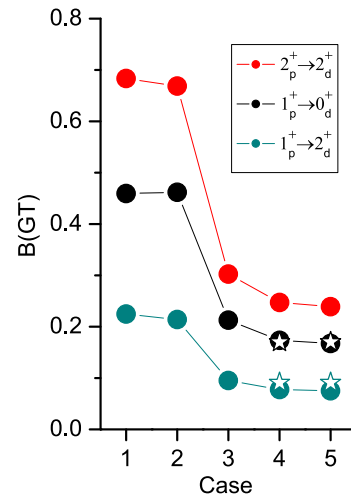 0.8
0.6
0.4
0.2
0.0
B(GT)
2⁺ₚ→2⁺d
1⁺ₚ→0⁺d
1⁺ₚ→2⁺d
1 2 3 4 5
Case